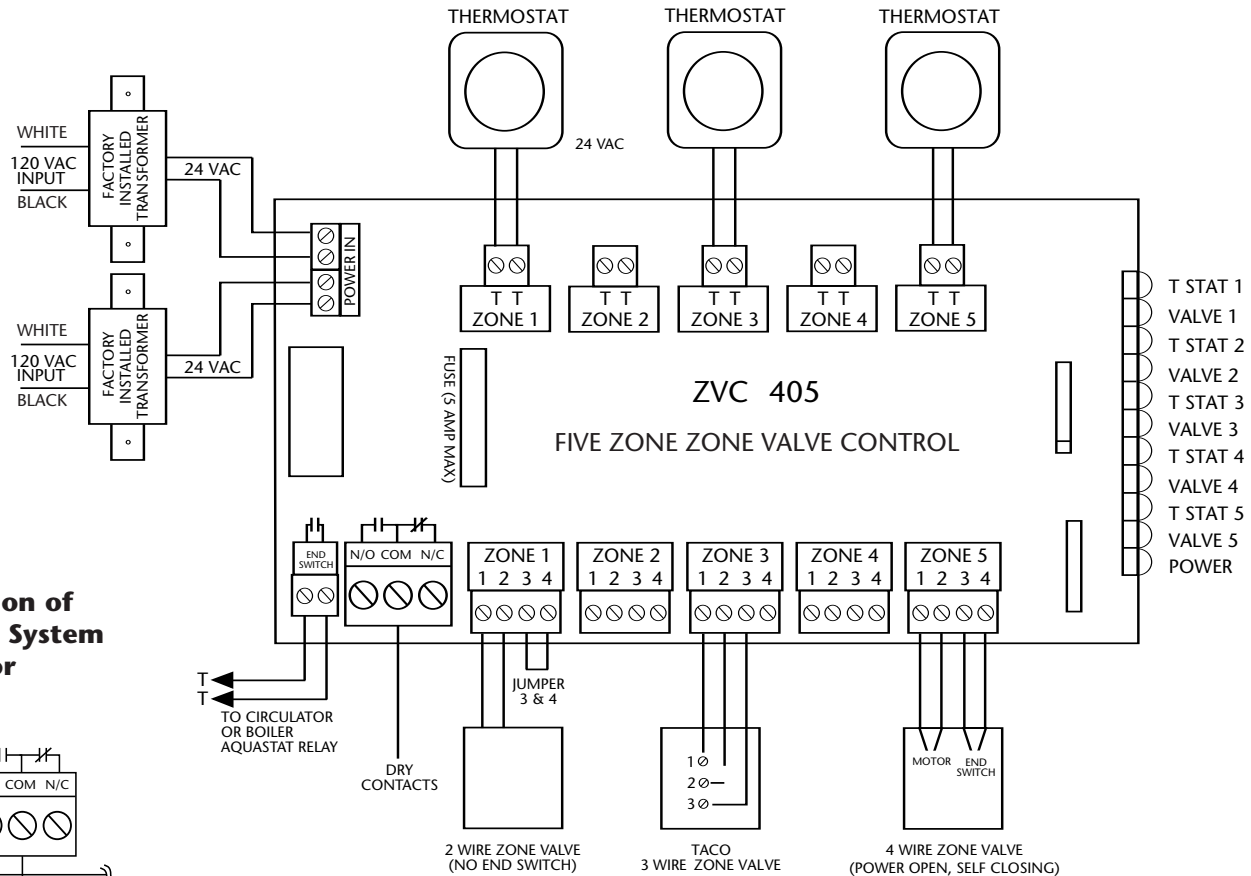 THERMOSTAT
THERMOSTAT
THERMOSTAT
24 VAC
WHITE
120 VAC
INPUT
BLACK
FACTORY
INSTALLED
TRANSFORMER
24 VAC
WHITE
120 VAC
INPUT
BLACK
FACTORY
INSTALLED
TRANSFORMER
24 VAC
POWER IN
T T
ZONE 1
T T
ZONE 2
T T
ZONE 3
T T
ZONE 4
T T
ZONE 5
FUSE (5 AMP MAX)
ZVC 405
FIVE ZONE ZONE VALVE CONTROL
T STAT 1
VALVE 1
T STAT 2
VALVE 2
T STAT 3
VALVE 3
T STAT 4
VALVE 4
T STAT 5
VALVE 5
POWER
END
SWITCH
N/O COM N/C
ZONE 1
1 2 3 4
ZONE 2
1 2 3 4
ZONE 3
1 2 3 4
ZONE 4
1 2 3 4
ZONE 5
1 2 3 4
T
T
TO CIRCULATOR
OR BOILER
AQUASTAT RELAY
DRY
CONTACTS
JUMPER
3 & 4
2 WIRE ZONE VALVE
(NO END SWITCH)
1
2
3
TACO
3 WIRE ZONE VALVE
MOTOR
END
SWITCH
4 WIRE ZONE VALVE
(POWER OPEN, SELF CLOSING)
on of
System
or
COM N/C